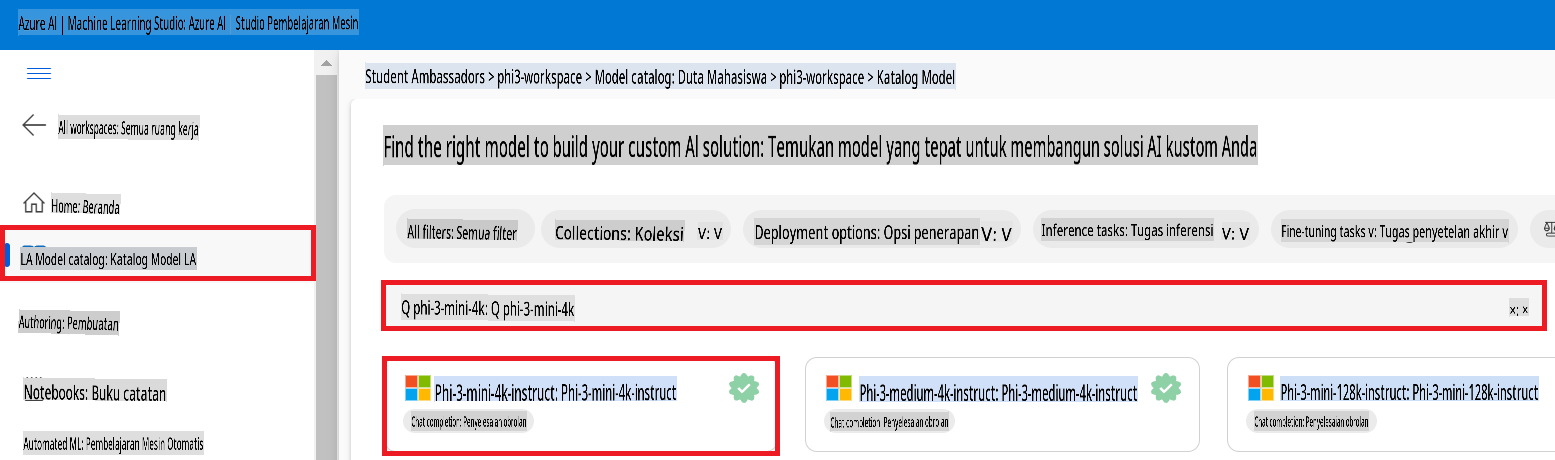 Azure AI | Machine Learning Studio: Azure AI | Studio Pembelajaran Mesin
Student Ambassadors > phi3-workspace > Model catalog: Duta Mahasiswa > phi3-workspace > Katalog Model
All workspaces: Semua ruang kerja
Home: Beranda
LA Model catalog: Katalog Model LA
Authoring: Pembuatan
Notebooks: Buku catatan
Automated ML: Pembelajaran Mesin Otomatis
Find the right model to build your custom Al solution: Temukan model yang tepat untuk membangun solusi AI kustom Anda
All filters: Semua filter
Collections: Koleksi V: V
Deployment options: Opsi penerapan V: V
Inference tasks: Tugas inferensi V: V
Fine-tuning tasks v: Tugas penyetelan akhir v
Q phi-3-mini-4k: Q phi-3-mini-4k
x: x
Phi-3-mini-4k-instruct: Phi-3-mini-4k-instruct
Chat completion: Penyelesaian obrolan
Phi-3-medium-4k-instruct: Phi-3-medium-4k-instruct
Chat completion: Penyelesaian obrolan
Phi-3-mini-128k-instruct: Phi-3-mini-128k-instruct
Chat completion: Penyelesaian obrolan